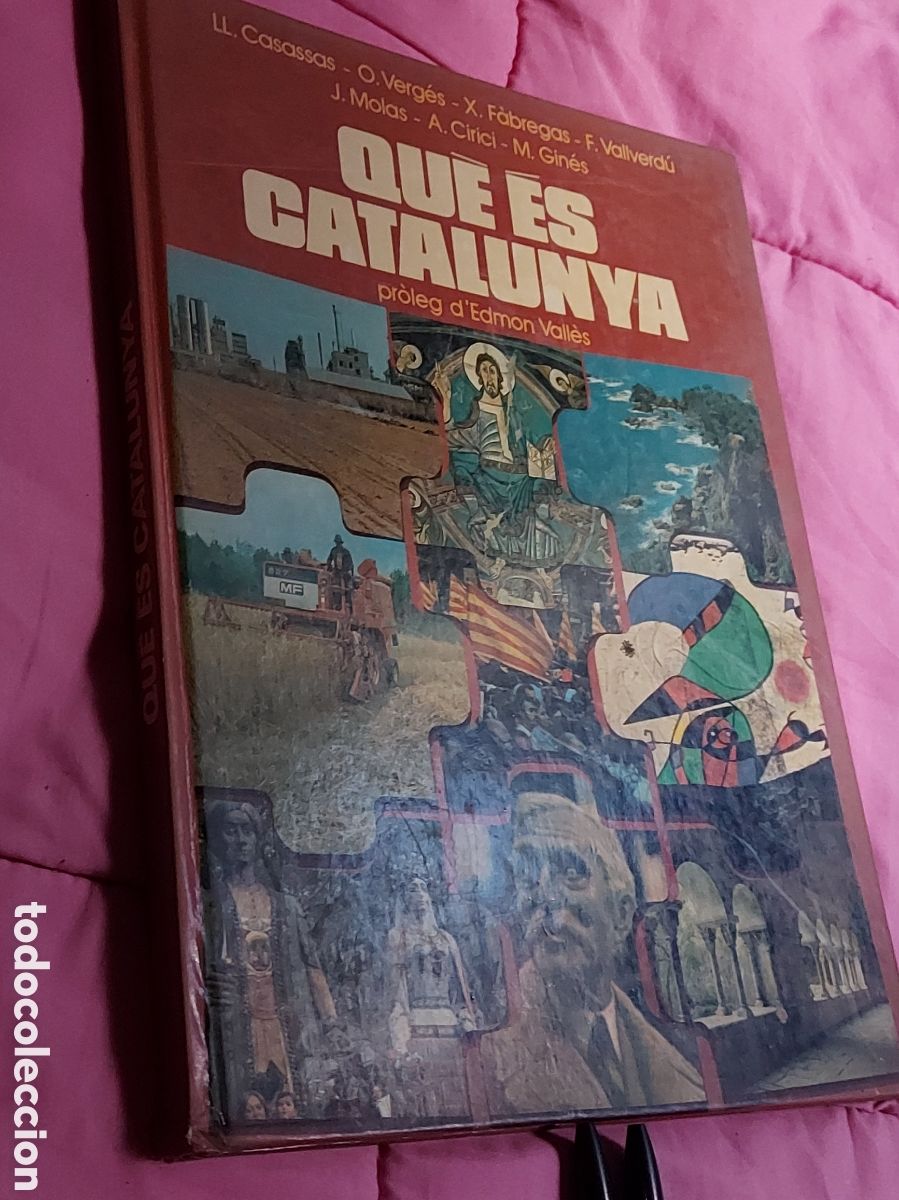 LL. Casassas - O. Vergés - X. Fàbregas - F. Vallverdú
J. Molas - A. Cirici - M. Ginés
QUÈ ÉS
CATALUNYA
pròleg d'Edmon Vallès
QUÈ ÉS CATALUNYA
MF
todocoleccion